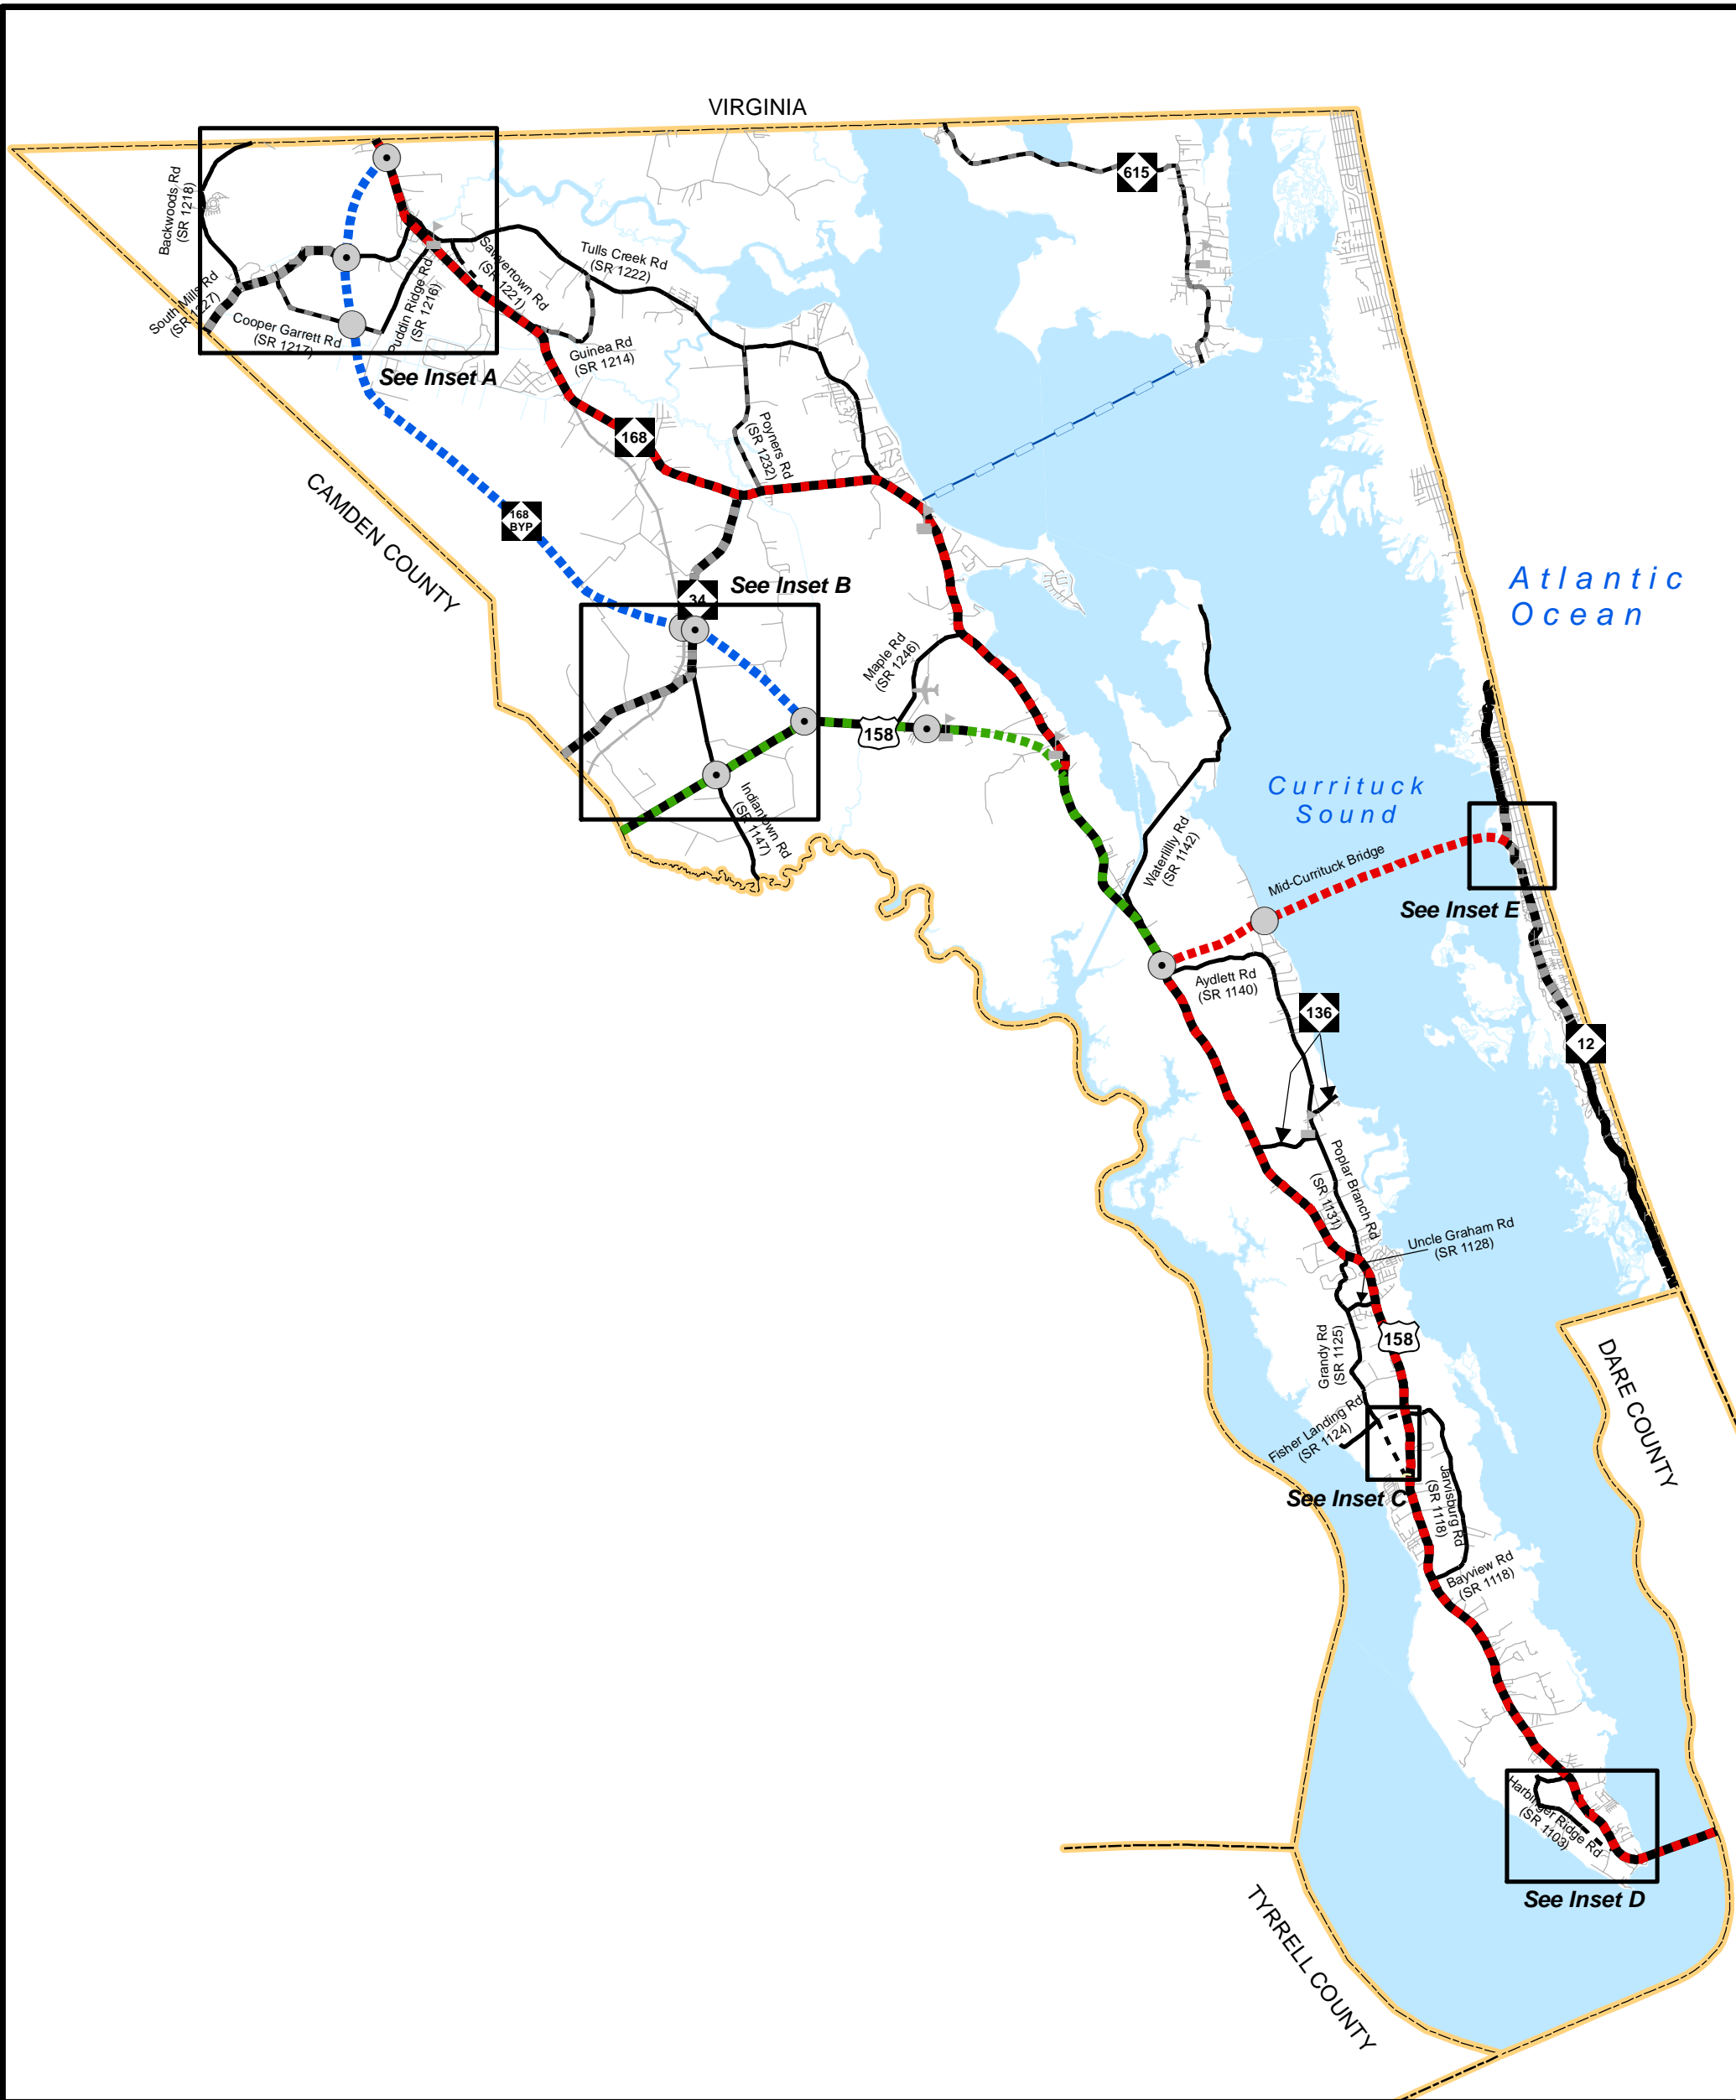 VIRGINIA
615
Backwoods Rd
(SR 1218)
Tulls Creek Rd
(SR 1222)
Sawyertown Rd
(SR 1221)
South Mills Rd
(SR 1227)
Puddin Ridge Rd
(SR 1216)
Cooper Garrett Rd
(SR 1217)
Guinea Rd
(SR 1214)
See Inset A
168
Poyners Rd
(SR 1232)
CAMDEN COUNTY
168
BYP
See Inset B
34
Atlantic
Ocean
Maple Rd
(SR 1246)
158
Currituck
Sound
Indiantown Rd
(SR 1147)
Waterlilly Rd
(SR 1142)
Mid-Currituck Bridge
See Inset E
Aydlett Rd
(SR 1140)
136
12
Poplar Branch Rd
(SR 1131)
Uncle Graham Rd
(SR 1128)
158
Grandy Rd
(SR 1125)
DARE COUNTY
Fisher Landing Rd
(SR 1124)
See Inset C
Jarvisburg Rd
(SR 1118)
Bayview Rd
(SR 1118)
Harbinger Ridge Rd
(SR 1103)
See Inset D
TYRRELL COUNTY